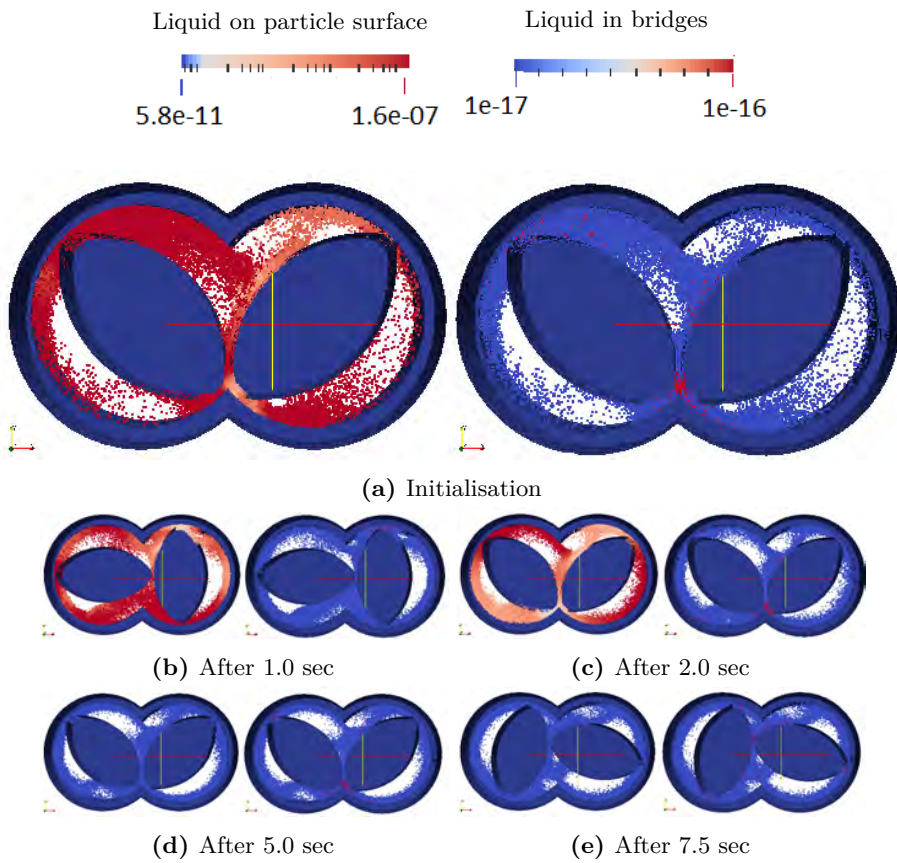 Liquid on particle surface
Liquid in bridges
5.8e-11
1.6e-07
1e-17
1e-16
(a) Initialisation
(b) After 1.0 sec
(c) After 2.0 sec
(d) After 5.0 sec
(e) After 7.5 sec